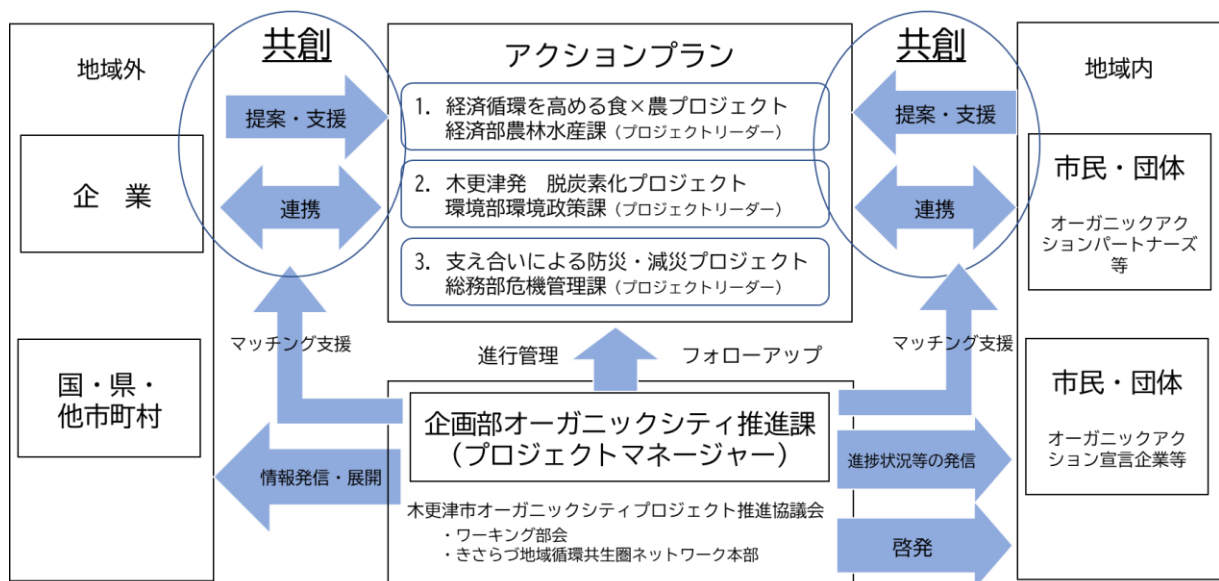 地域外
企　業
国・県・
他市町村
共創
提案・支援
連携
マッチング支援
情報発信・展開
アクションプラン
1. 経済循環を高める食×農プロジェクト
経済部農林水産課（プロジェクトリーダー）
2. 木更津発　脱炭素化プロジェクト
環境部環境政策課（プロジェクトリーダー）
3. 支え合いによる防災・減災プロジェクト
総務部危機管理課（プロジェクトリーダー）
進行管理
フォローアップ
企画部オーガニックシティ推進課
（プロジェクトマネージャー）
木更津市オーガニックシティプロジェクト推進協議会
・ワーキング部会
・きさらづ地域循環共生圏ネットワーク本部
共創
提案・支援
連携
マッチング支援
進捗状況等の発信
啓発
地域内
市民・団体
オーガニックアク
ションパートナーズ
等
市民・団体
オーガニックアク
ション宣言企業等